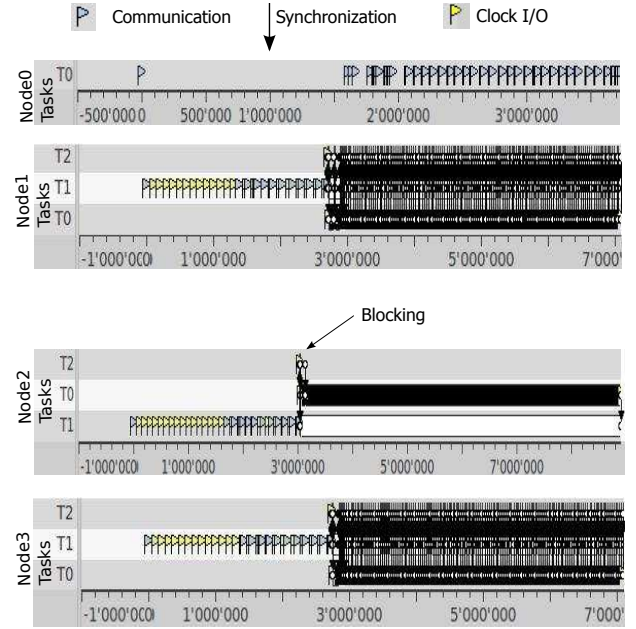 Communication Synchronization Clock I/O
Node0
Tasks
T0
-500'0000 500'000 1'000'000 2'000'000 3'000'000
Node1
Tasks
T2
T1
T0
-1'000'000 1'000'000 3'000'000 5'000'000 7'000'
Blocking
Node2
Tasks
T2
T0
T1
-1'000'000 1'000'000 3'000'000 5'000'000 7'000'000
Node3
Tasks
T2
T1
T0
-1'000'000 1'000'000 3'000'000 5'000'000 7'000'